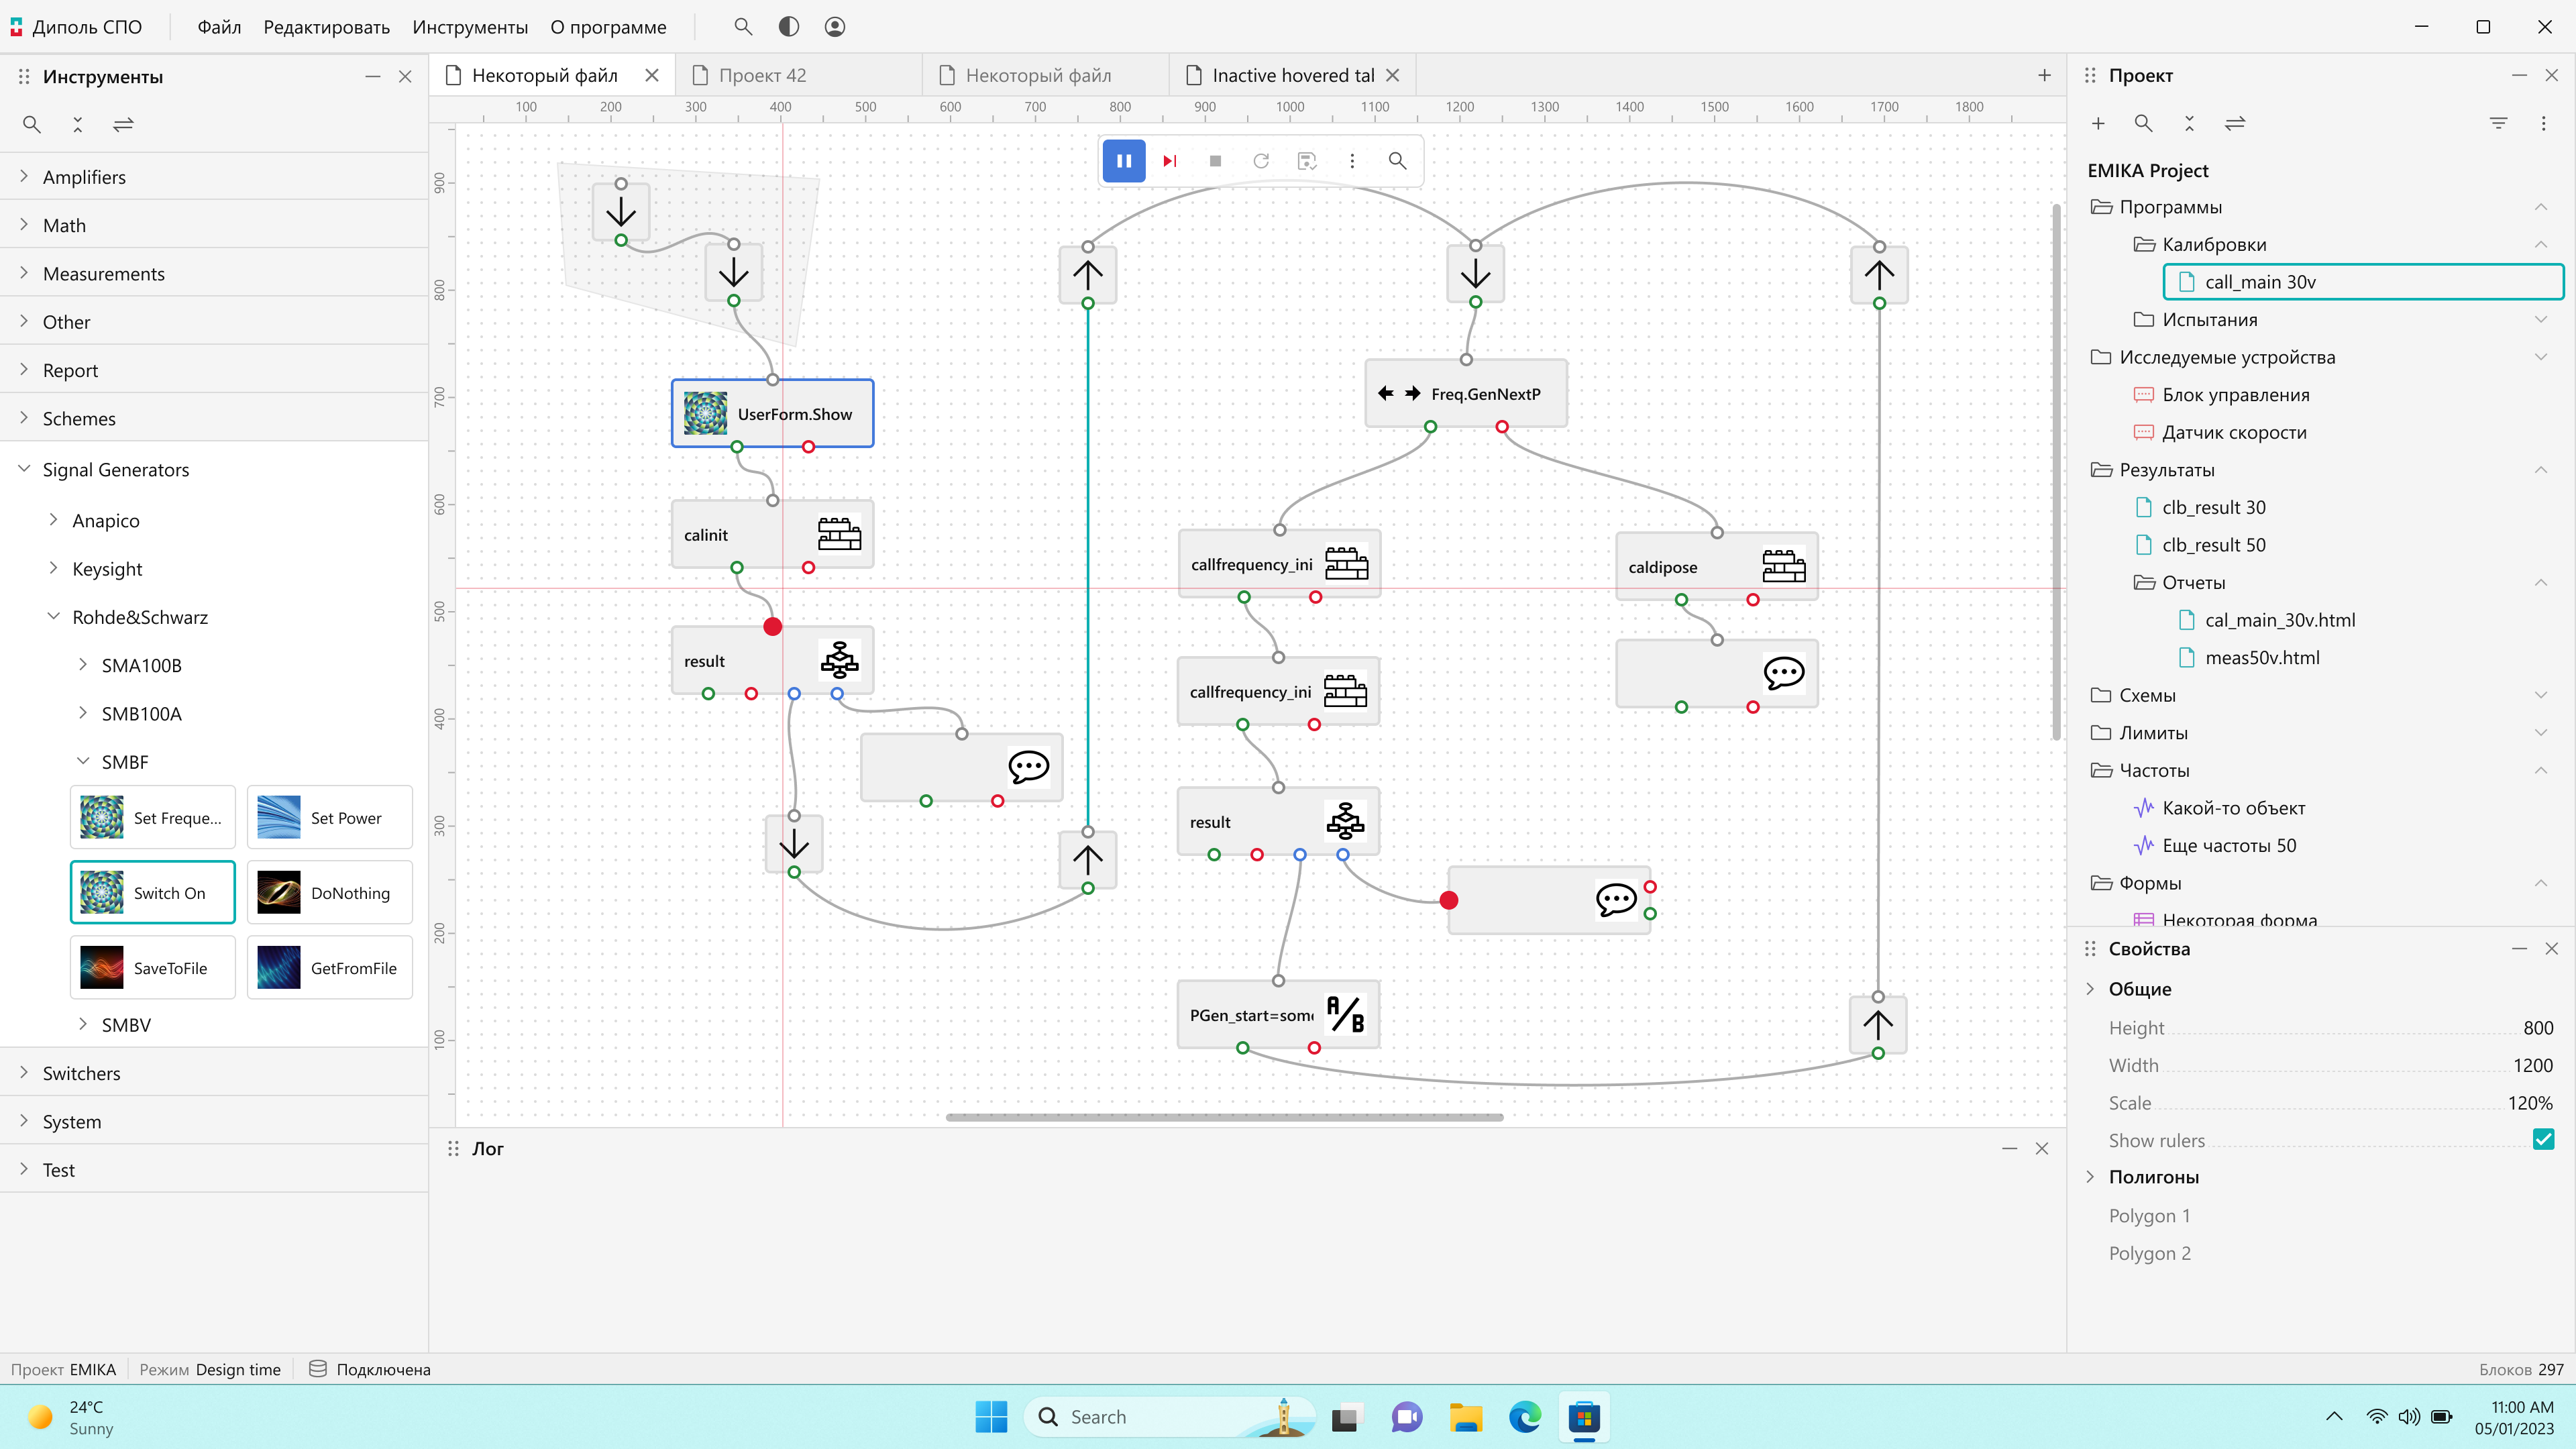 Диполь СПО
Файл Редактировать Инструменты О программе
Инструменты
Amplifiers
Math
Measurements
Other
Report
Schemes
Signal Generators
Anapico
Keysight
Rohde&Schwarz
SMA100B
SMB100A
SMBF
Set Freque... Set Power
Switch On DoNothing
SaveToFile GetFromFile
SMBV
Switchers
System
Test
Некоторый файл Проект 42 Некоторый файл Inactive hovered tal
100 200 300 400 500 600 700 800 900 1000 1100 1200 1300 1400 1500 1600 1700 1800
900
800
700
600
500
400
300
200
100
UserForm.Show
calinit
result
Freq.GenNextP
callfrequency_ini
callfrequency_ini
result
PGen_start=some
A/B
caldipose
Лог
Проект
EMIKA Project
Программы
Калибровки
call_main 30v
Испытания
Исследуемые устройства
Блок управления
Датчик скорости
Результаты
clb_result 30
clb_result 50
Отчеты
cal_main_30v.html
meas50v.html
Схемы
Лимиты
Частоты
Какой-то объект
Еще частоты 50
Формы
Некоторая форма
Свойства
Общие
Height 800
Width 1200
Scale 120%
Show rulers
Полигоны
Polygon 1
Polygon 2
Проект EMIKA Режим Design time Подключена Блоков 297
24°C
Sunny
Search
11:00 AM
05/01/2023